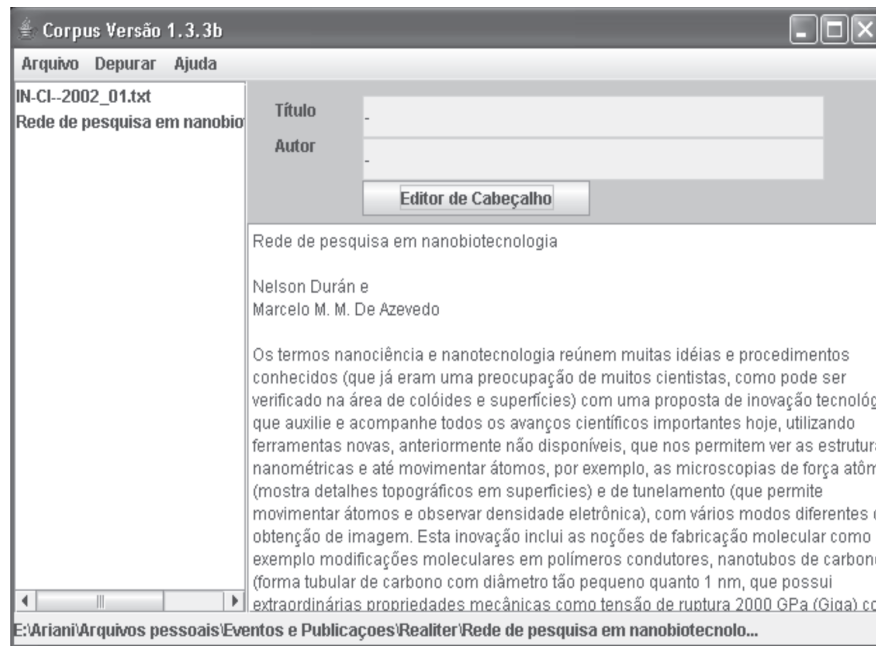 Corpus Versão 1.3.3b
Arquivo Depurar Ajuda
IN-CI--2002_01.txt
Rede de pesquisa em nanobio
Título
-
Autor
-
Editor de Cabeçalho
Rede de pesquisa em nanobiotecnologia
Nelson Durán e
Marcelo M. M. De Azevedo
Os termos nanociência e nanotecnologia reúnem muitas idéias e procedimentos
conhecidos (que já eram uma preocupação de muitos cientistas, como pode ser
verificado na área de colóides e superfícies) com uma proposta de inovação tecnológ
que auxilie e acompanhe todos os avanços científicos importantes hoje, utilizando
ferramentas novas, anteriormente não disponíveis, que nos permitem ver as estrutura
nanométricas e até movimentar átomos, por exemplo, as microscopias de força atôm
(mostra detalhes topográficos em superficies) e de tunelamento (que permite
movimentar átomos e observar densidade eletrônica), com vários modos diferentes
obtenção de imagem. Esta inovação inclui as noções de fabricação molecular como
exemplo modificações moleculares em polímeros condutores, nanotubos de carbon
(forma tubular de carbono com diâmetro tão pequeno quanto 1 nm, que possui
extraordinárias propriedades mecânicas como tensão de ruptura 2000 GPa (Giga) co
E:\Ariani\Arquivos pessoais\Eventos e Publicaçoes\Realiter\Rede de pesquisa em nanobiotecnolo...